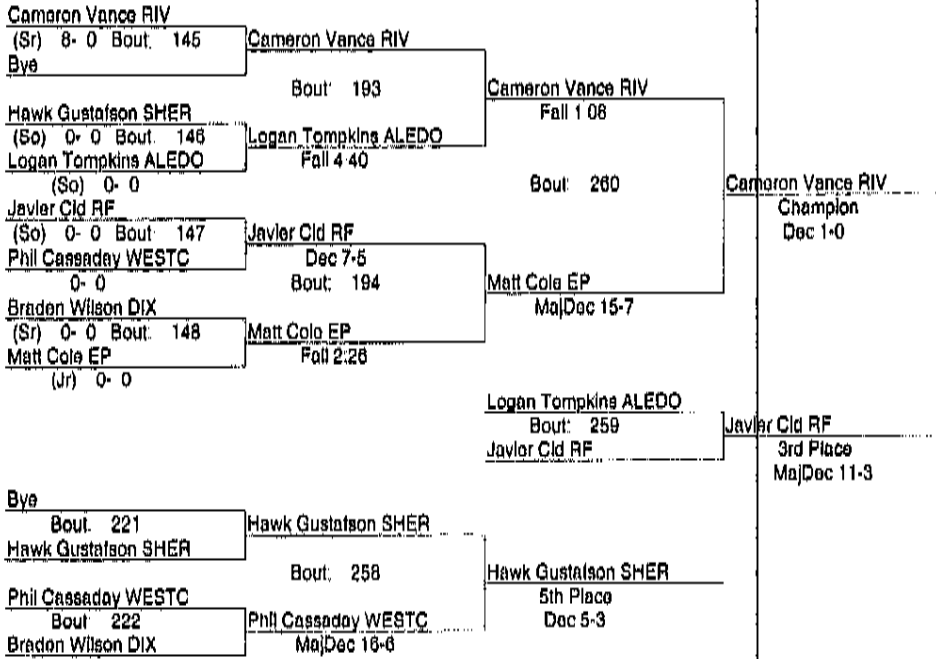 Cameron Vance RIV
(Sr) 8- 0 Bout: 145
Bye
Cameron Vance RIV
Bout: 193
Hawk Gustafson SHER
(So) 0- 0 Bout: 146
Logan Tompkins ALEDO
(So) 0- 0
Logan Tompkins ALEDO
Fall 4:40
Cameron Vance RIV
Fall 1:08
Javier Cid RF
(So) 0- 0 Bout: 147
Phil Cassaday WESTC
0- 0
Javier Cid RF
Dec 7-5
Bout: 194
Braden Wilson DIX
(Sr) 0- 0 Bout: 148
Matt Cole EP
(Jr) 0- 0
Matt Cole EP
Fall 2:26
Matt Cole EP
MajDec 15-7
Bout: 260
Cameron Vance RIV
Champion
Dec 1-0
Logan Tompkins ALEDO
Bout: 259
Javier Cid RF
Javier Cid RF
3rd Place
MajDec 11-3
Bye
Bout: 221
Hawk Gustafson SHER
Hawk Gustafson SHER
Bout: 258
Phil Cassaday WESTC
Bout: 222
Braden Wilson DIX
Phil Cassaday WESTC
MajDec 16-6
Hawk Gustafson SHER
5th Place
Dec 5-3